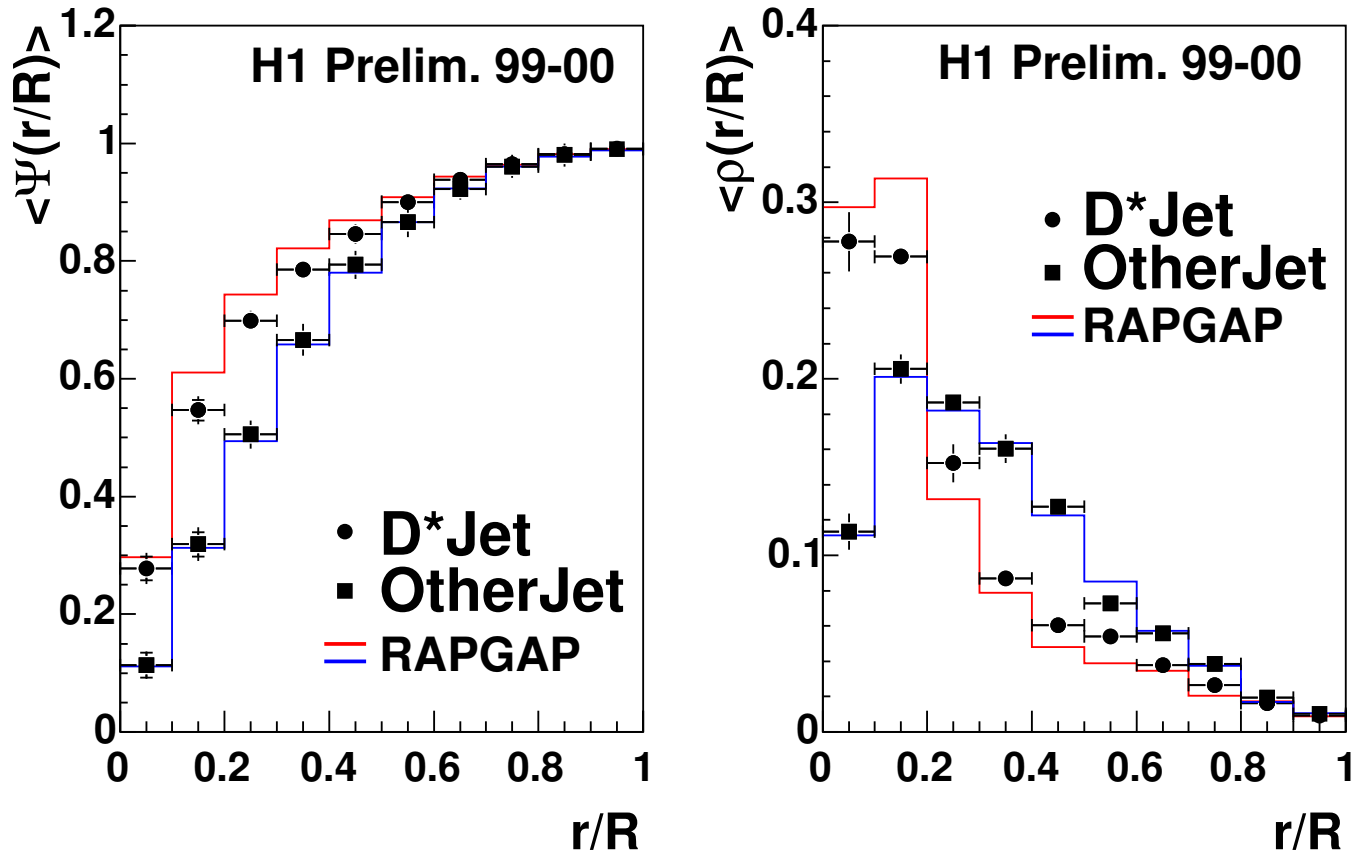 <Ψ(r/R)>
1.2
1
0.8
0.6
0.4
0.2
0
H1 Prelim. 99-00
D*Jet
OtherJet
RAPGAP
0 0.2 0.4 0.6 0.8 1
r/R
<ρ(r/R)>
0.4
0.3
0.2
0.1
0
H1 Prelim. 99-00
D*Jet
OtherJet
RAPGAP
0 0.2 0.4 0.6 0.8 1
r/R